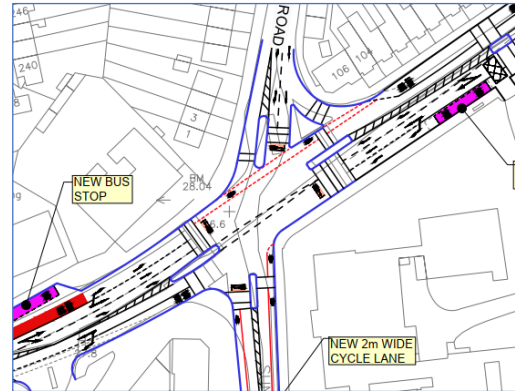 246
240
ROAD
106
104
3
1
BM
28.04
NEW BUS
STOP
6.6
NEW 2m WIDE
CYCLE LANE